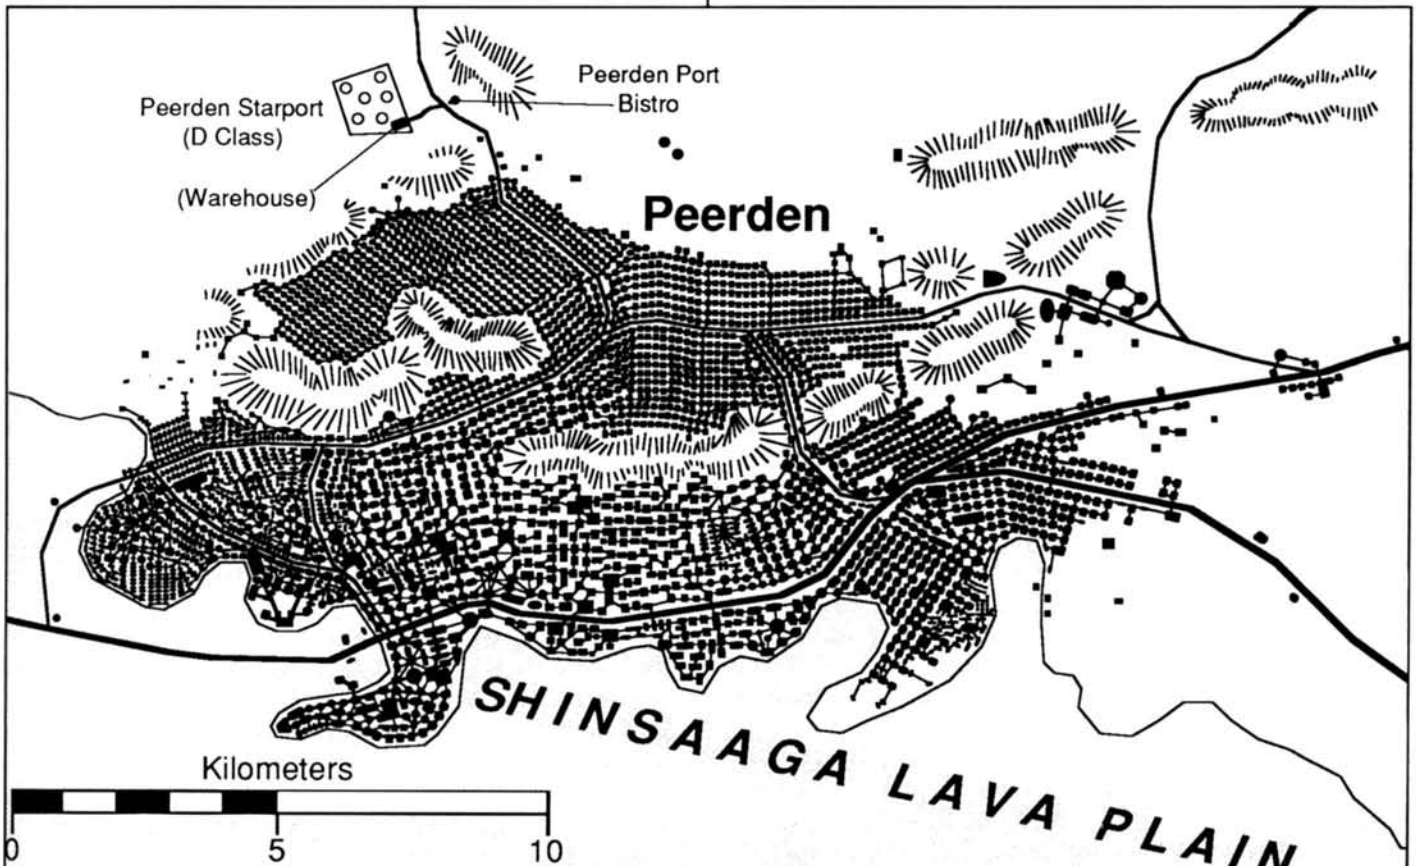 Peerden Port
Bistro
Peerden Starport
(D Class)
(Warehouse)
Peerden
SHINSAAGA LAVA PLAIN
Kilometers
0 5 10